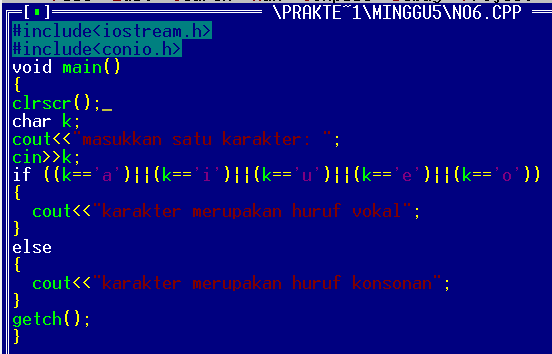 [▪] \PRAKTE~1\MINGGU5\NO6.CPP
#include<iostream.h>
#include<conio.h>
void main()
{
clrscr();_
char k;
cout<<"masukkan satu karakter: ";
cin>>k;
if ((k=='a')||(k=='i')||(k=='u')||(k=='e')||(k=='o'))
{
  cout<<"karakter merupakan huruf vokal";
}
else
{
  cout<<"karakter merupakan huruf konsonan";
}
getch();
}